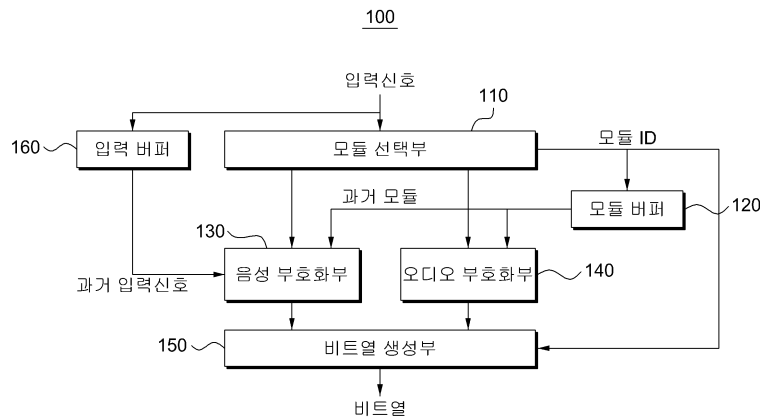 100
입력신호
110
160
입력 버퍼
모듈 선택부
모듈 ID
과거 모듈
모듈 버퍼
120
130
음성 부호화부
오디오 부호화부
140
과거 입력신호
150
비트열 생성부
비트열